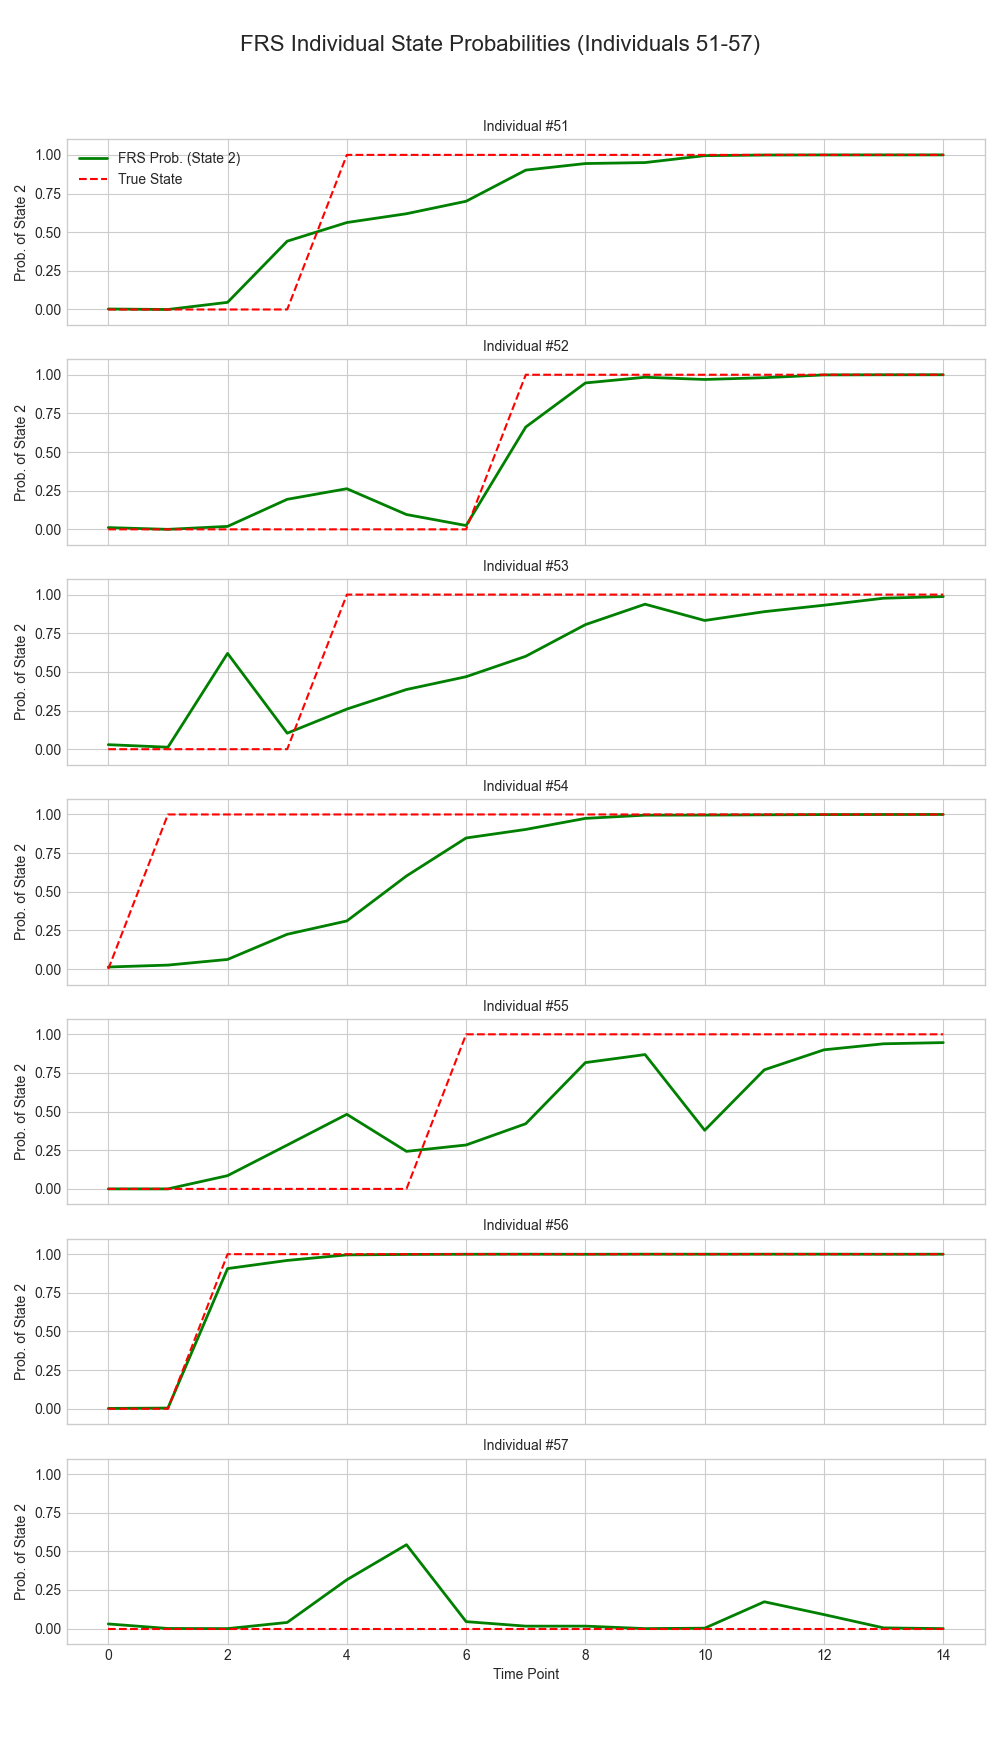 FRS Individual State Probabilities (Individuals 51-57)
Individual #51
FRS Prob. (State 2)
True State
1.00
0.75
0.50
0.25
0.00
Prob. of State 2
Individual #52
1.00
0.75
0.50
0.25
0.00
Prob. of State 2
Individual #53
1.00
0.75
0.50
0.25
0.00
Prob. of State 2
Individual #54
1.00
0.75
0.50
0.25
0.00
Prob. of State 2
Individual #55
1.00
0.75
0.50
0.25
0.00
Prob. of State 2
Individual #56
1.00
0.75
0.50
0.25
0.00
Prob. of State 2
Individual #57
1.00
0.75
0.50
0.25
0.00
Prob. of State 2
0 2 4 6 8 10 12 14
Time Point